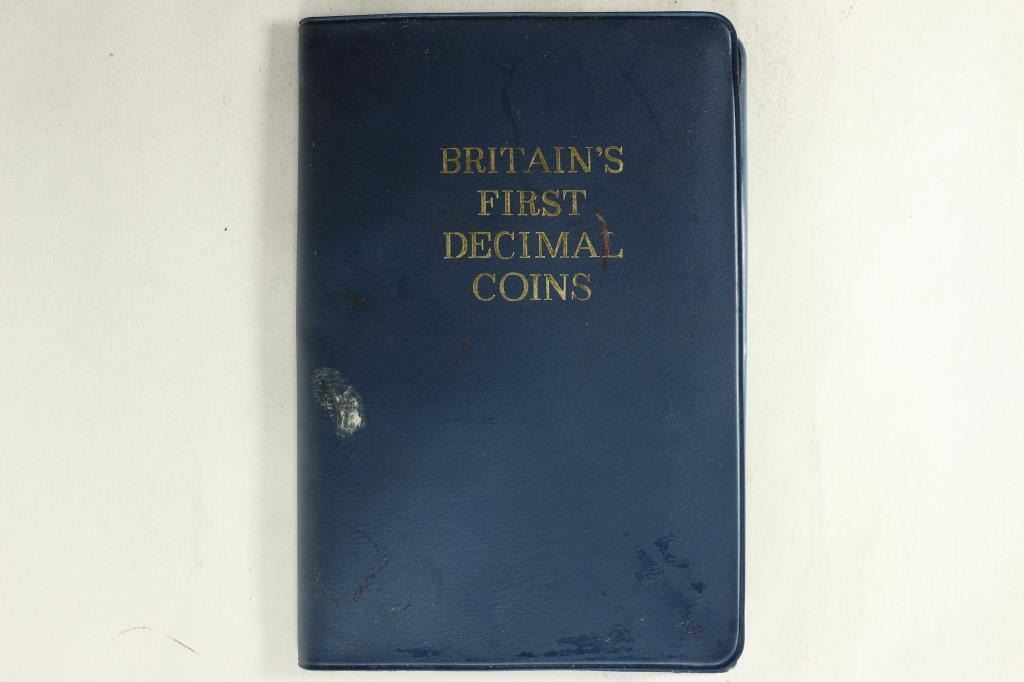 BRITAIN'S
FIRST
DECIMAL
COINS